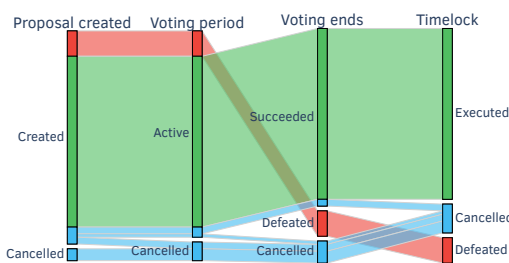 Proposal created Voting period Voting ends Timelock
Succeeded
Executed
Active
Created
Cancelled
Defeated
Cancelled Cancelled Cancelled Defeated